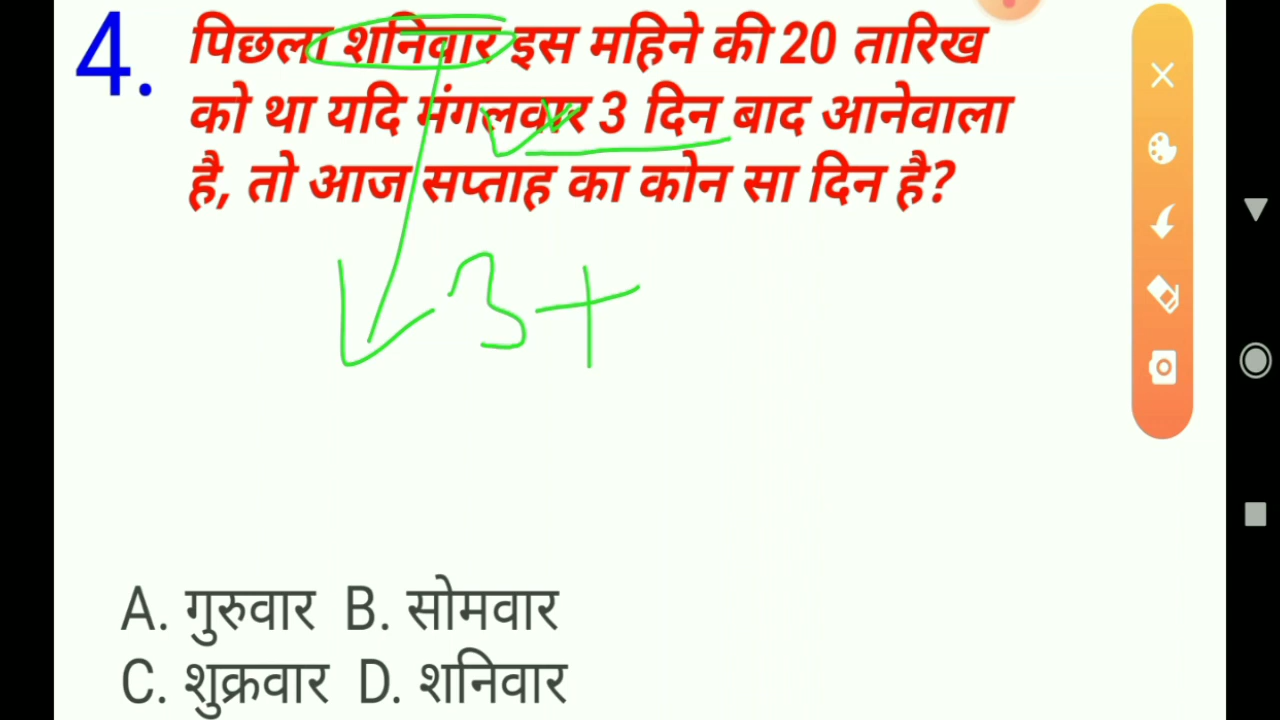 4. पिछला शनिवार इस महिने की 20 तारिख
को था यदि मंगलवार 3 दिन बाद आनेवाला
है, तो आज सप्ताह का कोन सा दिन है?
3+
A. गुरुवार B. सोमवार
C. शुक्रवार D. शनिवार